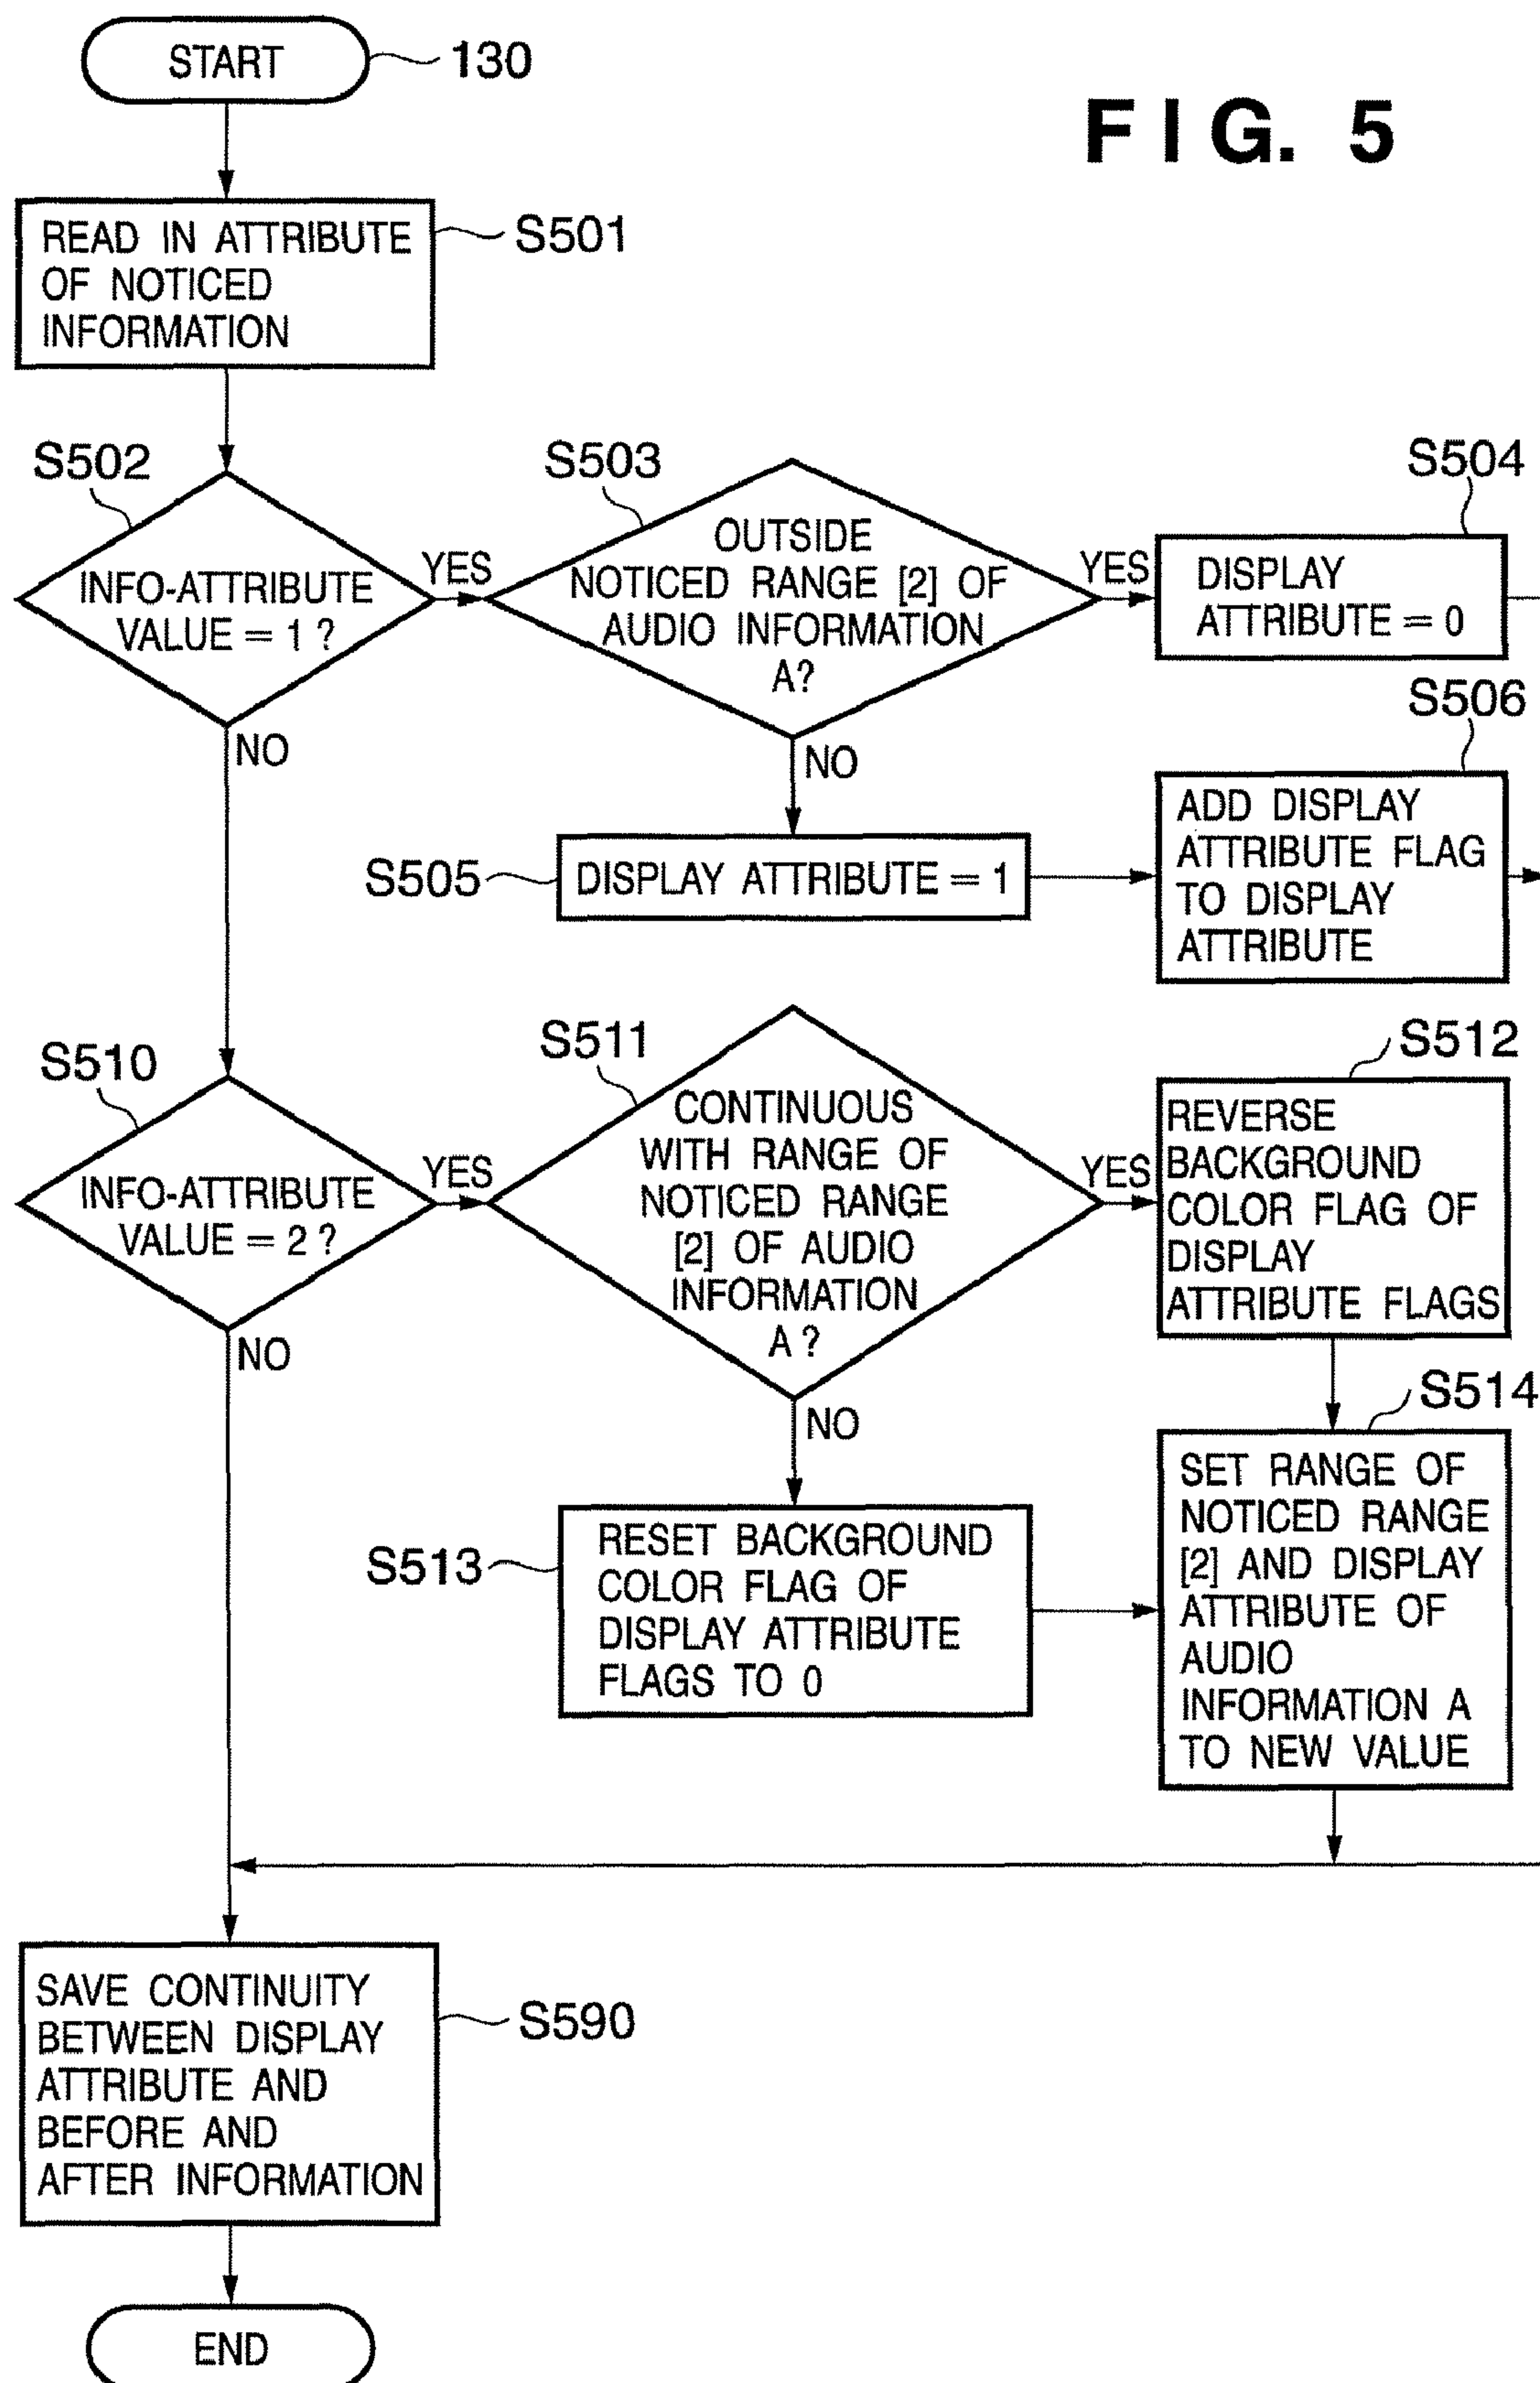 START
130
FIG. 5
READ IN ATTRIBUTE
OF NOTICED
INFORMATION
S501
S502
INFO-ATTRIBUTE
VALUE = 1 ?
YES
NO
S503
OUTSIDE
NOTICED RANGE [2] OF
AUDIO INFORMATION
A?
YES
NO
S504
DISPLAY
ATTRIBUTE = 0
S505
DISPLAY ATTRIBUTE = 1
S506
ADD DISPLAY
ATTRIBUTE FLAG
TO DISPLAY
ATTRIBUTE
S510
INFO-ATTRIBUTE
VALUE = 2 ?
YES
NO
S511
CONTINUOUS
WITH RANGE OF
NOTICED RANGE
[2] OF AUDIO
INFORMATION
A ?
YES
NO
S512
REVERSE
BACKGROUND
COLOR FLAG OF
DISPLAY
ATTRIBUTE FLAGS
S513
RESET BACKGROUND
COLOR FLAG OF
DISPLAY ATTRIBUTE
FLAGS TO 0
S514
SET RANGE OF
NOTICED RANGE
[2] AND DISPLAY
ATTRIBUTE OF
AUDIO
INFORMATION A
TO NEW VALUE
SAVE CONTINUITY
BETWEEN DISPLAY
ATTRIBUTE AND
BEFORE AND
AFTER INFORMATION
S590
END